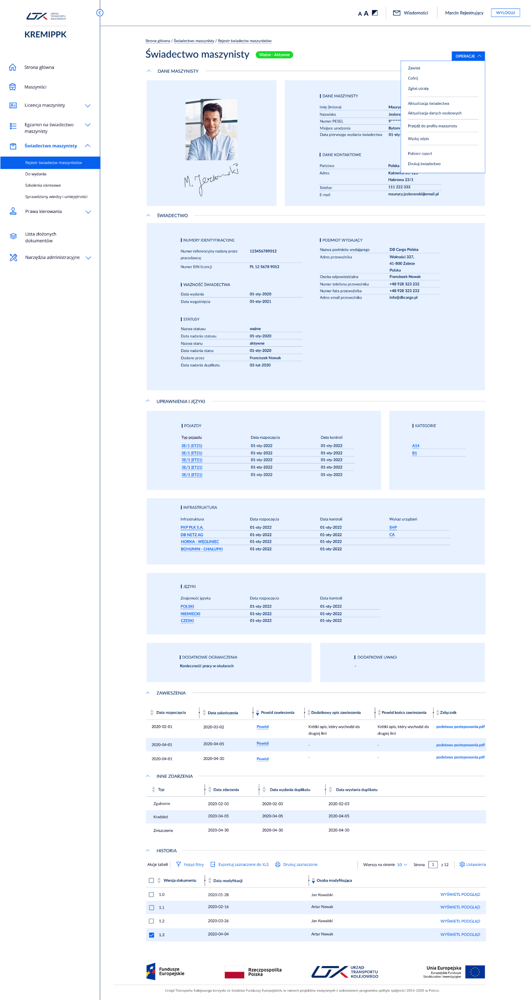 URZĄD
TRANSPORTU
KOLEJOWEGO
KREMIPPK
Strona główna
Maszyniści
Licencja maszynisty
Egzamin na świadectwo
maszynisty
Świadectwo maszynisty
Rejestr świadectw maszynistów
Do wydania
Szkolenia okresowe
Sprawdziany wiedzy i umiejętności
Prawa kierowania
Lista złożonych
dokumentów
Narzędzia administracyjne
A A Wiadomości Marcin Rejestrujący WYLOGUJ
Strona główna / Świadectwo maszynisty / Rejestr świadectw maszynistów
Świadectwo maszynisty Ważne - Aktywne
OPERACJE
Zawieś
Cofnij
Zgłoś utratę
Aktualizacja świadectwa
Aktualizacja danych osobowych
Przejdź do profilu maszynisty
Wydaj odpis
Pobierz raport
Drukuj świadectwo
DANE MASZYNISTY
M. Jezioranski
DANE MASZYNISTY
Imię (Imiona) Mauryc
Nazwisko Jeziora
Numer PESEL 9******
Miejsce urodzenia Bytom
Data pierwszgo wydania świadectwa 01-sty-
DANE KONTAKTOWE
Państwo Polska
Adres Katowice 01-123
Habrowa 23/1
Telefon 111 222 333
E-mail maurycy.jezioranski@email.pl
ŚWIADECTWO
NUMERY IDENTYFIKACYJNE
Numer referencyjny nadany przez 123456789012
pracodawcę
Numer EIN licencji PL 12 5678 9012
WAŻNOŚĆ ŚWIADECTWA
Data wydania 01-sty-2020
Data wygaśnięcia 01-sty-2021
STATUSY
Nazwa statusu ważne
Data nadania statusu 01-sty-2020
Nazwa stanu aktywne
Data nadania stanu 01-sty-2020
Dodane przez Franciszek Nowak
Data nadania duplikatu 03-lut-2020
PODMIOT WYDAJĄCY
Nazwa podmiotu wydającego DB Cargo Polska
Adres przewoźnika Wolności 337,
41-800 Zabrze
Polska
Osoba odpowiedzialna Franciszek Nowak
Numer telefonu przewoźnika +48 928 323 232
Numer faks przewoźnika +48 928 323 232
Adres email przewoźnika info@dbcargo.pl
UPRAWNIENIA I JĘZYKI
POJAZDY
Typ pojazdu Data rozpoczęcia Data kontroli
3E/1 (ET21) 01-sty-2022 01-sty-2022
3E/1 (ET21) 01-sty-2022 01-sty-2022
3E/1 (ET21) 01-sty-2022 01-sty-2022
3E/1 (ET21) 01-sty-2022 01-sty-2022
3E/1 (ET21) 01-sty-2022 01-sty-2022
KATEGORIE
A14
B1
INFRASTRUKTURA
Infrastruktura Data rozpoczęcia Data kontroli Wykaz urządzeń
PKP PLK S.A. 01-sty-2022 01-sty-2022 SHP
DB NETZ AG 01-sty-2022 01-sty-2022 CA
HORKA - WĘGLINIEC 01-sty-2022 01-sty-2022
BOHUMIN - CHAŁUPKI 01-sty-2022 01-sty-2022
JĘZYKI
Znajomość języka Data rozpoczęcia Data kontroli
POLSKI 01-sty-2022 01-sty-2022
NIEMIECKI 01-sty-2022 01-sty-2022
CZESKI 01-sty-2022 01-sty-2022
DODATKOWE OGRANICZENIA
Konieczność pracy w okularach
DODATKOWE UWAGI
-
ZAWIESZENIA
Data rozpoczęcia Data zakończenia Powód zawieszenia Dodatkowy opis zawieszenia Powód końca zawieszenia Załącznik
2020-02-01 2020-03-02 Powód Krótki opis, który wychodzi do Krótki opis, który wychodzi do podstawa postepowania.pdf
drugiej linii drugiej linii
2020-04-01 2020-04-05 Powód - - podstawa postepowania.pdf
2020-04-01 2020-04-30 Powód - - podstawa postepowania.pdf
INNE ZDARZENIA
Typ Data zdarzenia Data wydania duplikatu Data wysłania duplikatu
Zgubienie 2020-02-03 2020-02-03 2020-02-03
Kradzież 2020-04-05 2020-04-05 2020-04-05
Zniszczenie 2020-04-30 2020-04-30 2020-04-30
HISTORIA
Akcje tabeli Pokaż filtry Exportuj zaznaczone do XLS Drukuj zaznaczone Wierszy na stronie 10 Strona 1 z 12 Ustawienia
Wersja dokumentu Data modyfikacji Osoba modyfikująca
1.0 2020-01-28 Jan Kowalski WYŚWIETL PODGLĄD
1.1 2020-02-16 Artur Nowak WYŚWIETL PODGLĄD
1.2 2020-03-26 Jan Kowalski WYŚWIETL PODGLĄD
1.3 2020-04-04 Artur Nowak WYŚWIETL PODGLĄD
Fundusze
Europejskie
Rzeczpospolita
Polska
URZĄD
TRANSPORTU
KOLEJOWEGO
Unia Europejska
Europejskie Fundusze
Strukturalne i Inwestycyjne
Urząd Transportu Kolejowego korzysta ze środków Funduszy Europejskich, w ramach projektów związanych z wdrażaniem programów polityki spójności 2014-2020 w Polsce.